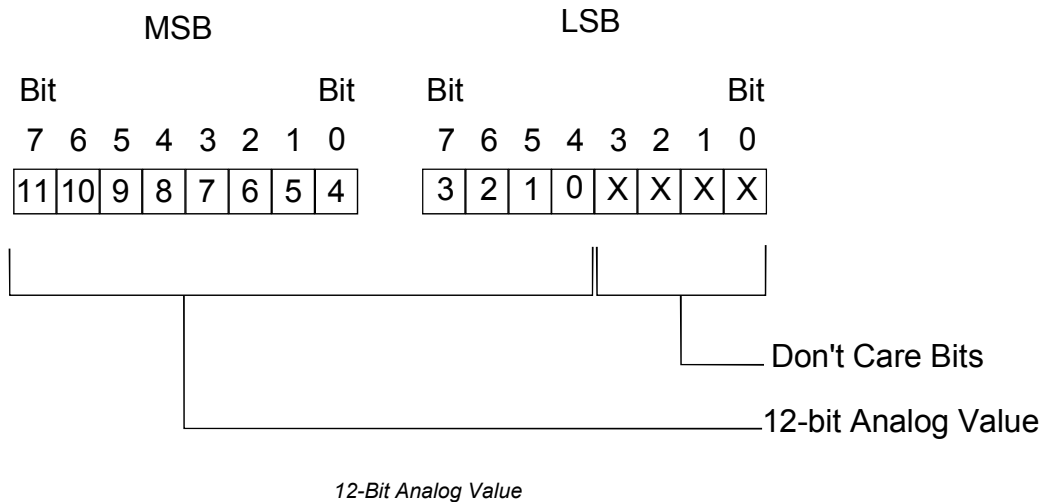 MSB LSB
Bit Bit Bit Bit
7 6 5 4 3 2 1 0 7 6 5 4 3 2 1 0
11 10 9 8 7 6 5 4 3 2 1 0 X X X X
Don't Care Bits
12-bit Analog Value
12-Bit Analog Value